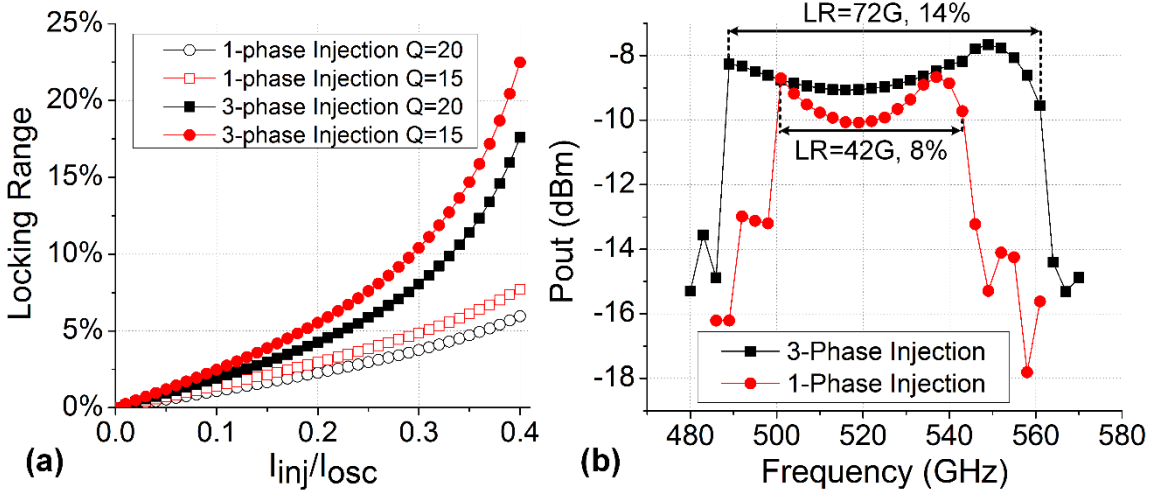 25%
20%
15%
10%
5%
0%
Locking Range
1-phase Injection Q=20
1-phase Injection Q=15
3-phase Injection Q=20
3-phase Injection Q=15
0.0 0.1 0.2 0.3 0.4
(a)
Iinj/Iosc
LR=72G, 14%
LR=42G, 8%
-8
-10
-12
-14
-16
-18
Pout (dBm)
3-Phase Injection
1-Phase Injection
480 500 520 540 560 580
(b)
Frequency (GHz)